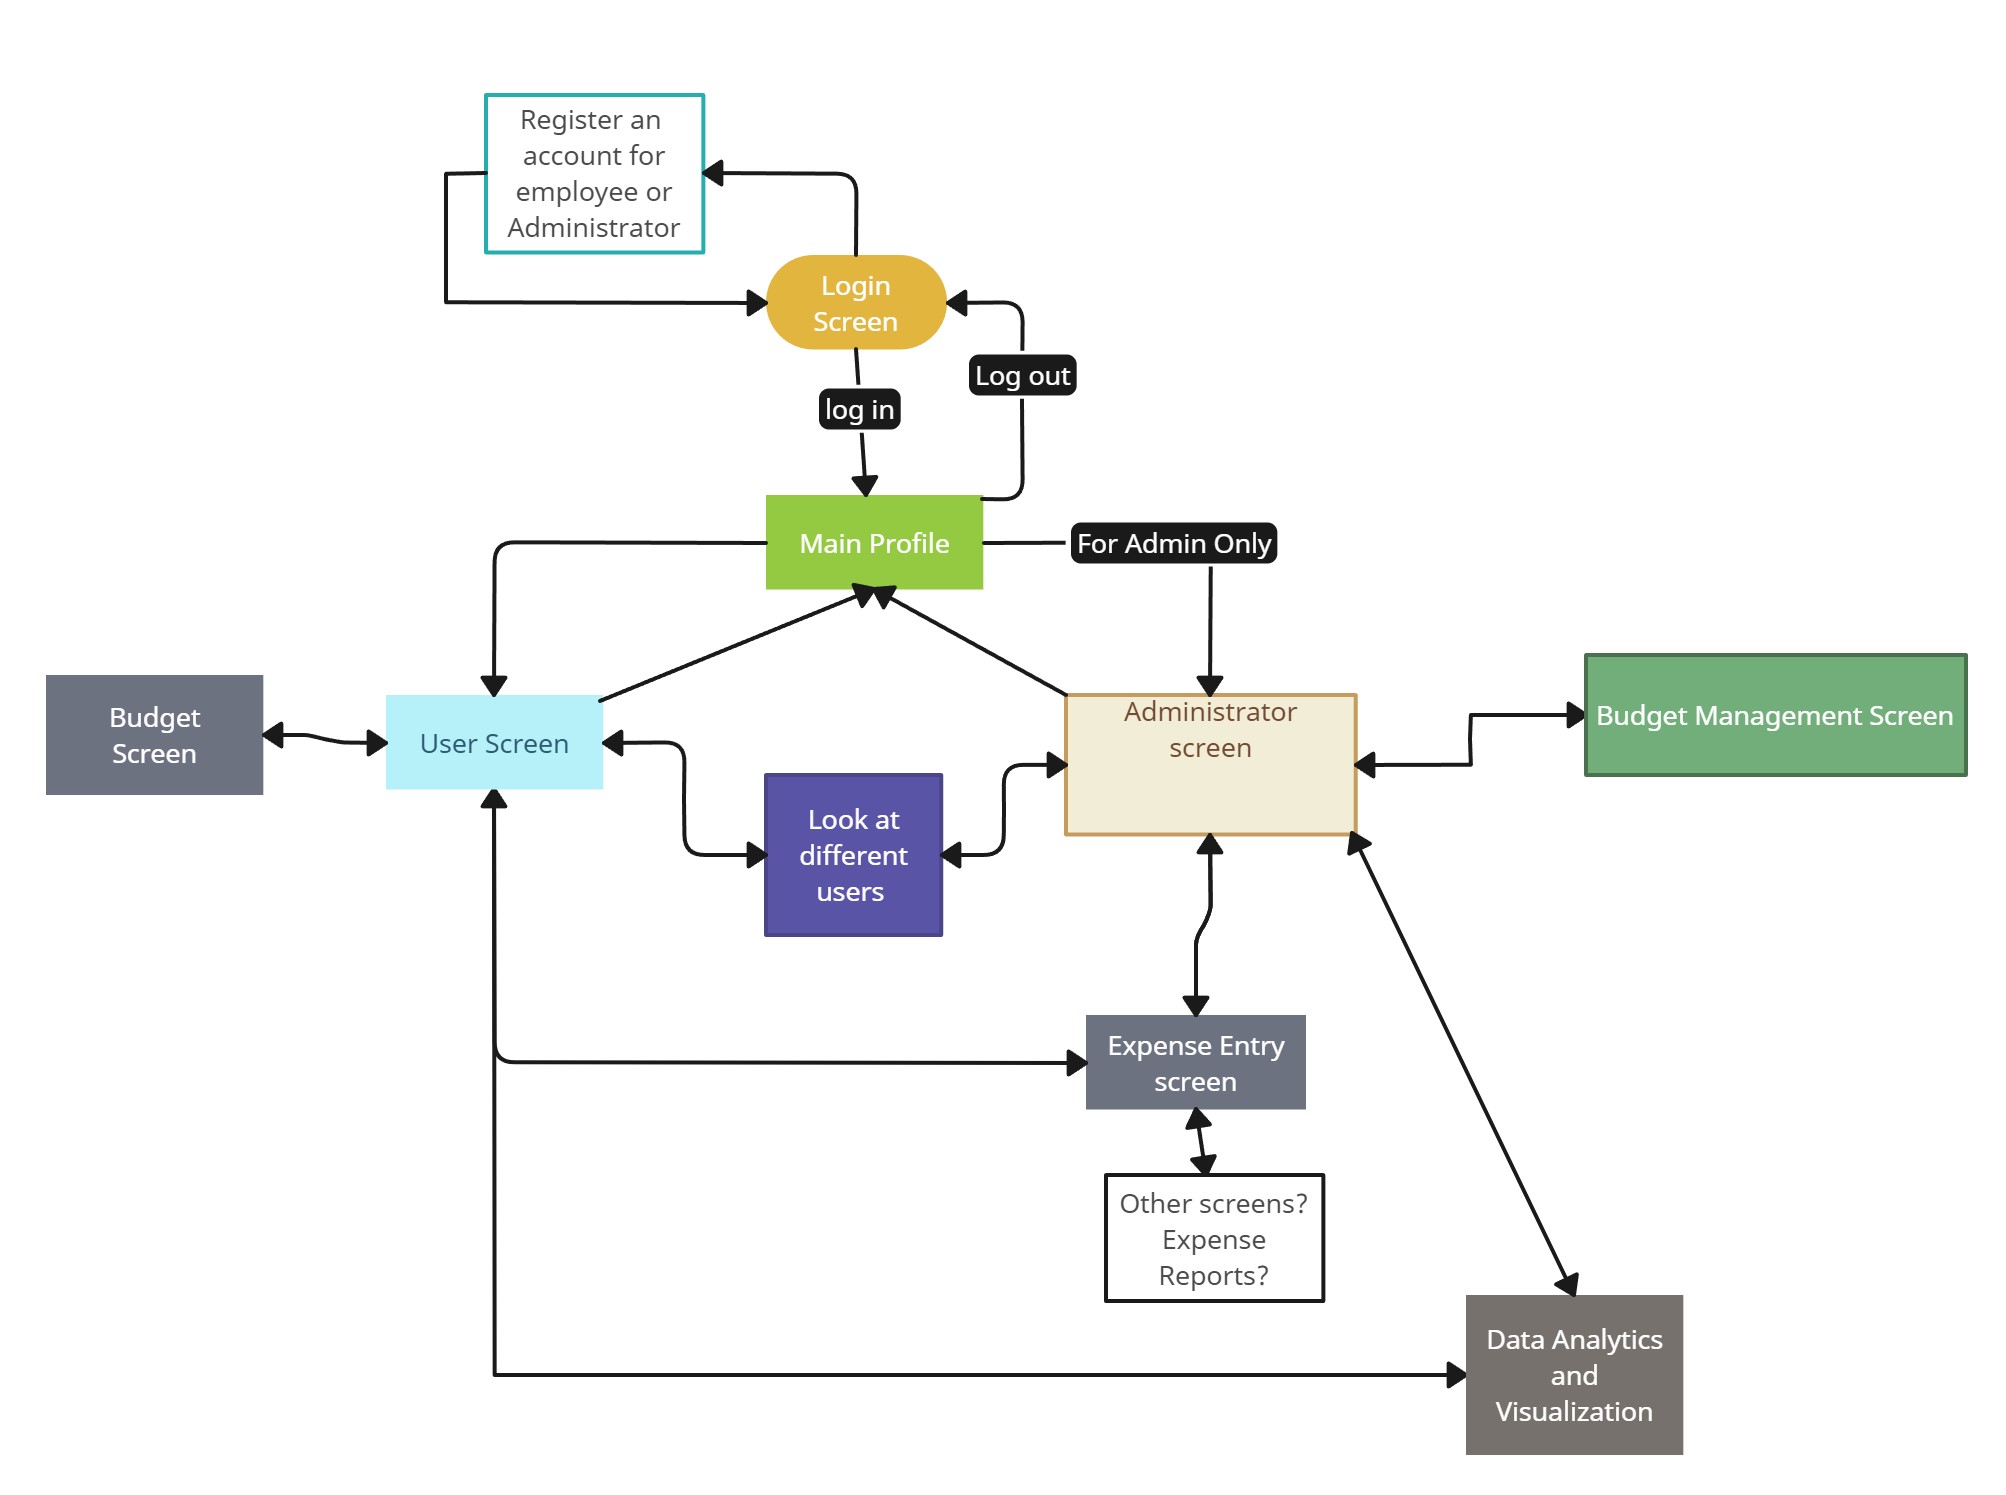 Register an
account for
employee or
Administrator
Login
Screen
Log out
log in
Main Profile
For Admin Only
Budget
Screen
User Screen
Administrator
screen
Budget Management Screen
Look at
different
users
Expense Entry
screen
Other screens?
Expense
Reports?
Data Analytics
and
Visualization